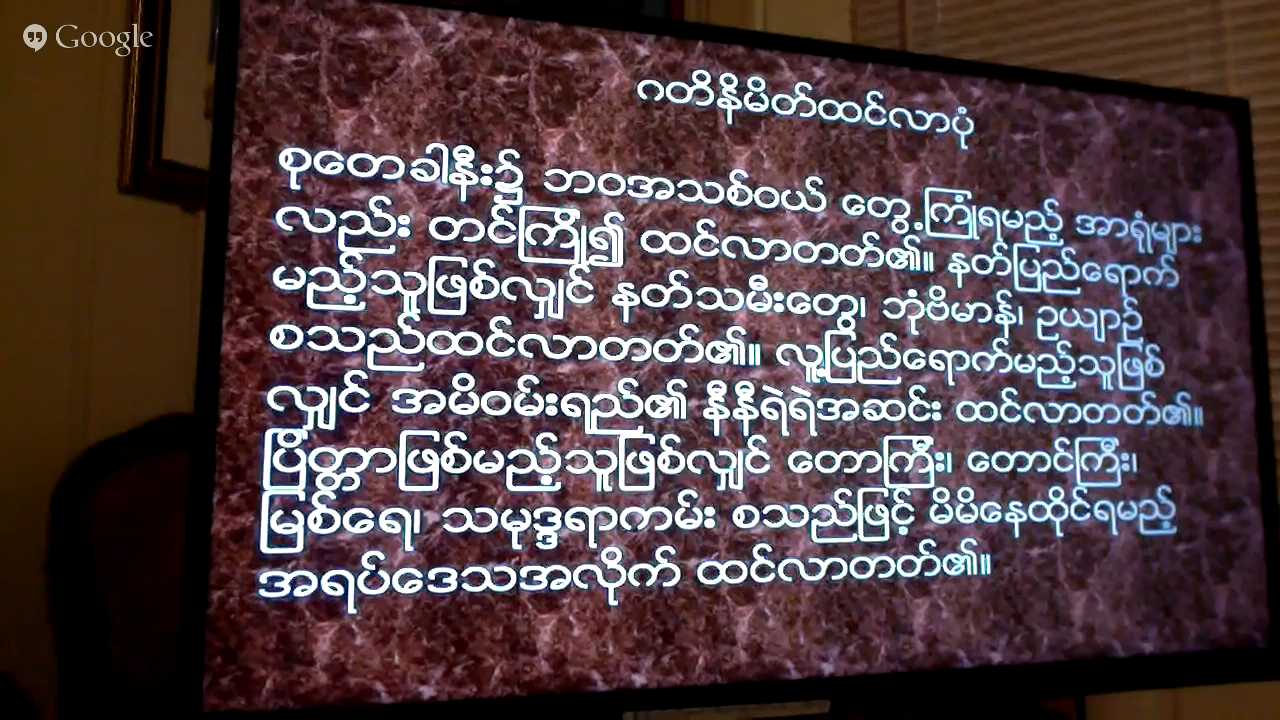 Google
ဂတိနိမိတ်ထင်လာပုံ
စုတေခါနီး၌ ဘဝအသစ်ဝယ် တွေ့ကြုံရမည့် အာရုံများ
လည်း တင်ကြို၍ ထင်လာတတ်၏။ နတ်ပြည်ရောက်
မည့်သူဖြစ်လျှင် နတ်သမီးတွေ၊ ဘုံဗိမာန်၊ ဥယျာဉ်
စသည်ထင်လာတတ်၏။ လူ့ပြည်ရောက်မည့်သူဖြစ်
လျှင် အမိဝမ်းရည်၏ နီနီရဲရဲအဆင်း ထင်လာတတ်၏။
ပြိတ္တာဖြစ်မည့်သူဖြစ်လျှင် တောကြီး၊ တောင်ကြီး၊
မြစ်ရေ၊ သမုဒ္ဒရာကမ်း စသည်ဖြင့် မိမိနေထိုင်ရမည့်
အရပ်ဒေသအလိုက် ထင်လာတတ်၏။